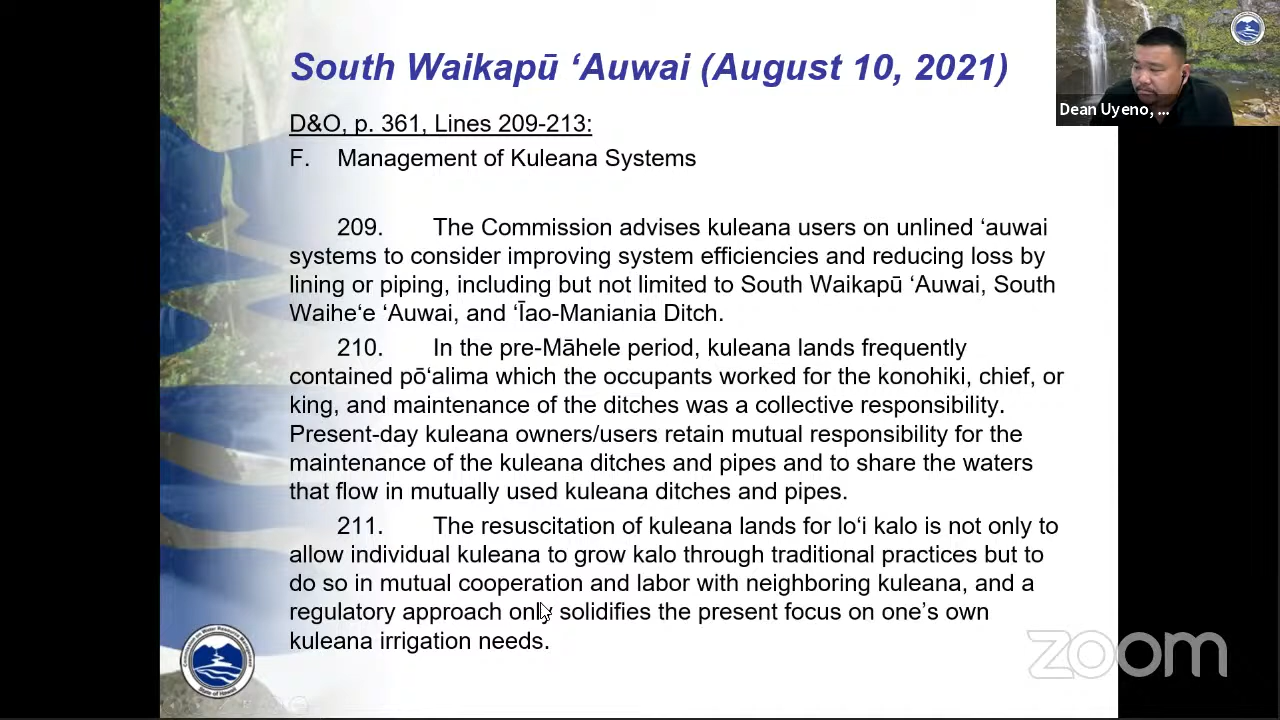 South Waikapū ʻAuwai (August 10, 2021)
Dean Uyeno, ...
D&O, p. 361, Lines 209-213:
F. Management of Kuleana Systems
209. The Commission advises kuleana users on unlined ʻauwai
systems to consider improving system efficiencies and reducing loss by
lining or piping, including but not limited to South Waikapū ʻAuwai, South
Waiheʻe ʻAuwai, and ʻĪao-Maniania Ditch.
210. In the pre-Māhele period, kuleana lands frequently
contained pōʻalima which the occupants worked for the konohiki, chief, or
king, and maintenance of the ditches was a collective responsibility.
Present-day kuleana owners/users retain mutual responsibility for the
maintenance of the kuleana ditches and pipes and to share the waters
that flow in mutually used kuleana ditches and pipes.
211. The resuscitation of kuleana lands for loʻi kalo is not only to
allow individual kuleana to grow kalo through traditional practices but to
do so in mutual cooperation and labor with neighboring kuleana, and a
regulatory approach only solidifies the present focus on one’s own
kuleana irrigation needs.
Commission on Water Resource Management
State of Hawaii
zoom